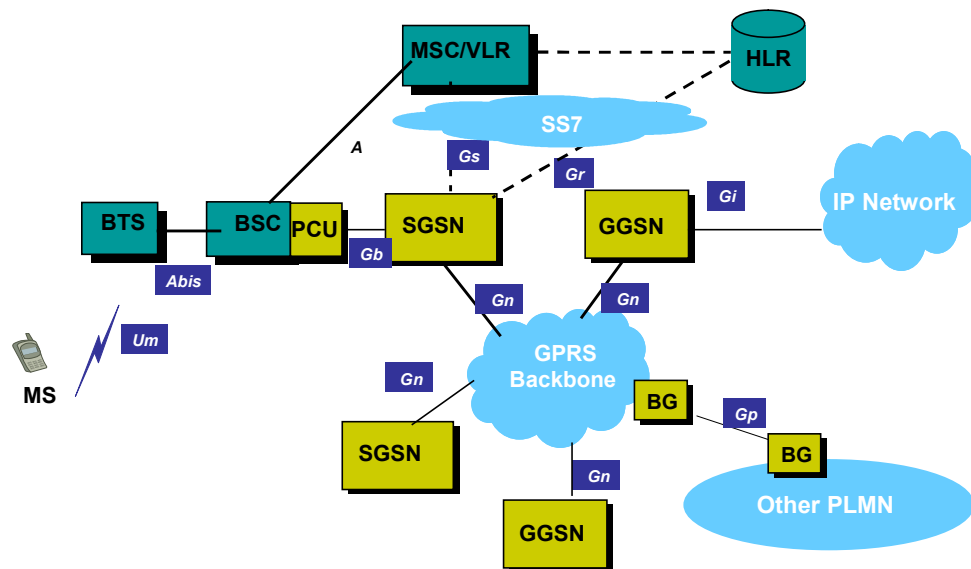 MSC/VLR
HLR
SS7
A
Gs
Gr
Gi
IP Network
BTS
BSC
PCU
SGSN
GGSN
Gb
Abis
Gn
Gn
Um
GPRS
Backbone
MS
Gn
BG
Gp
SGSN
BG
Gn
Other PLMN
GGSN